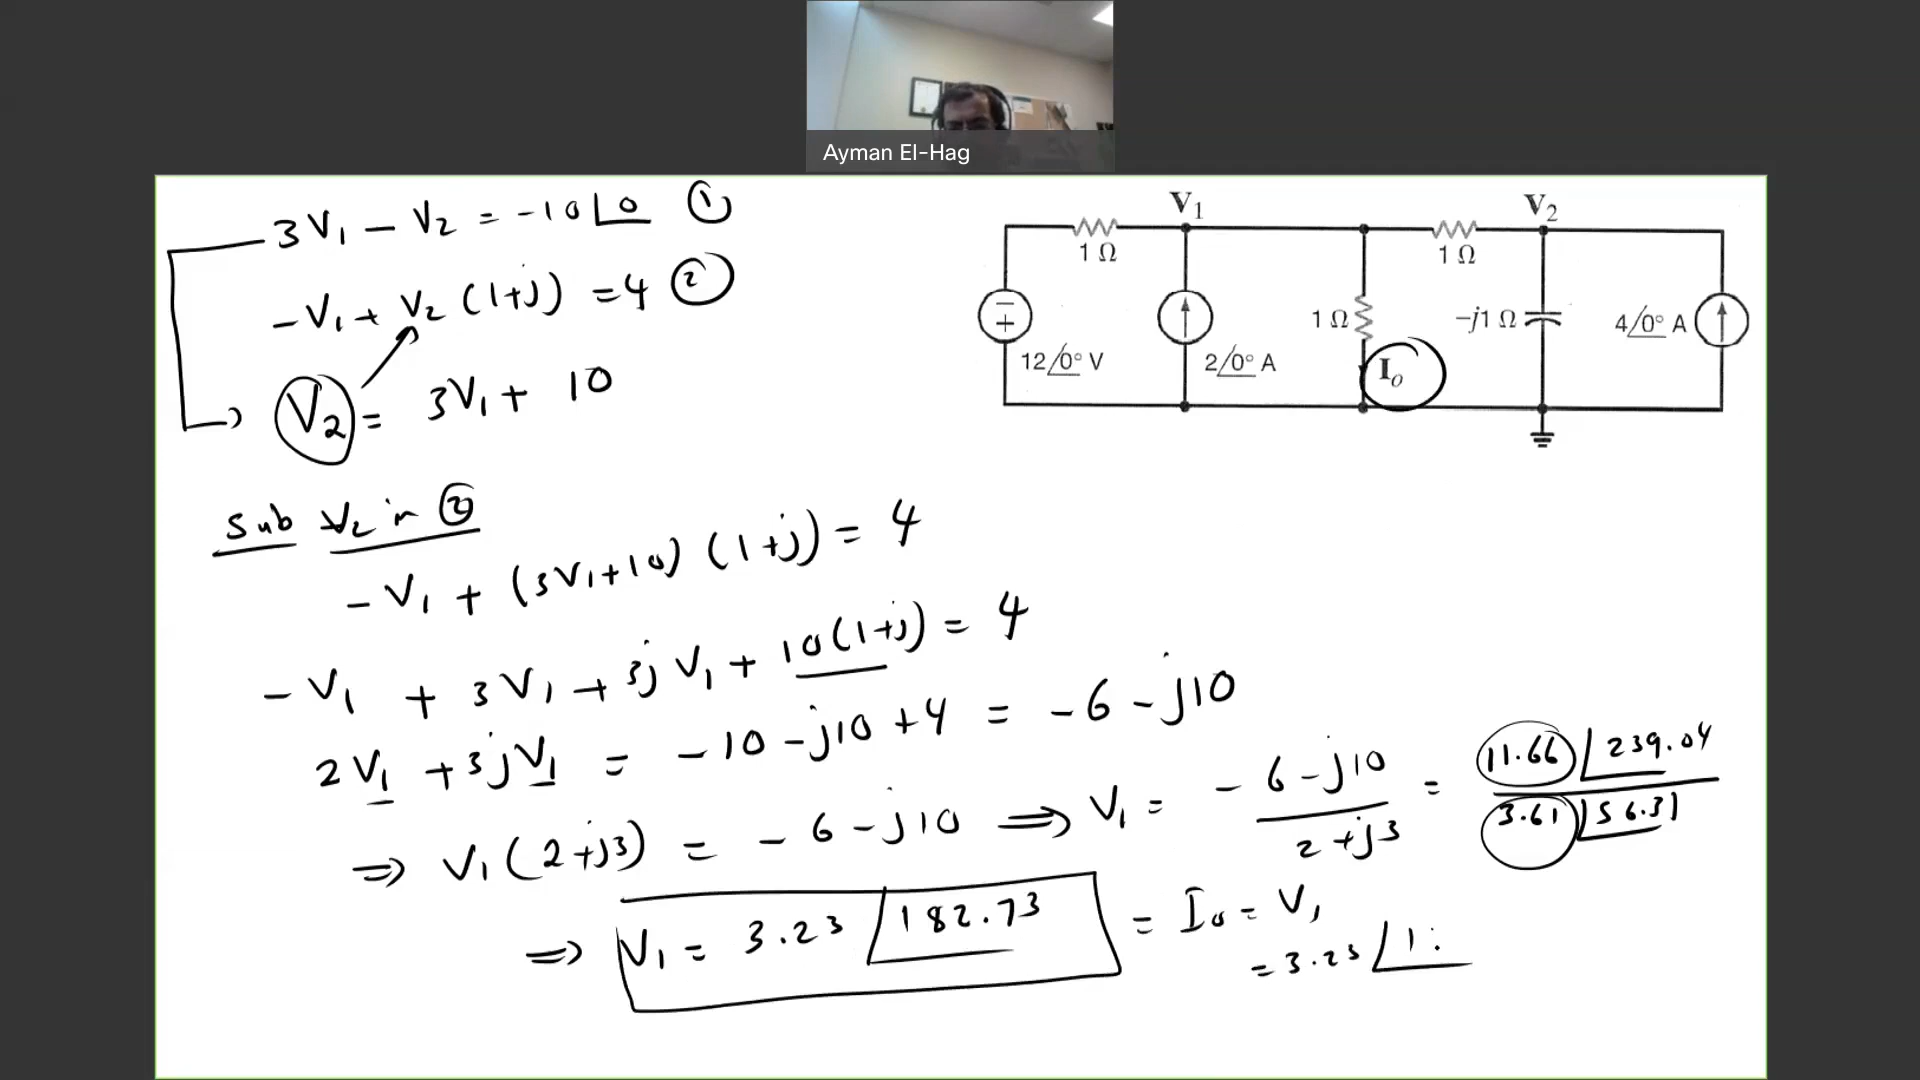 Ayman El-Hag
3V₁ - V₂ = -10∠0 ①
-V₁ + V₂ (1+j) = 4 ②
V₂ = 3V₁ + 10
Sub V₂ in ②
-V₁ + (3V₁+10) (1+j) = 4
-V₁ + 3V₁ + 3jV₁ + 10(1+j) = 4
2V₁ + 3jV₁ = -10 - j10 + 4 = -6 - j10
⇒ V₁(2+j3) = -6 - j10 ⇒ V₁ = -6-j10 / 2+j3 = 11.66∠239.04 / 3.61∠56.31
⇒ V₁ = 3.23∠182.73 = I₀ = V₁
= 3.23∠1:
V₁
V₂
1 Ω
1 Ω
− + 
12∠0° V
2∠0° A
1 Ω
Iₒ
-j1 Ω
4∠0° A